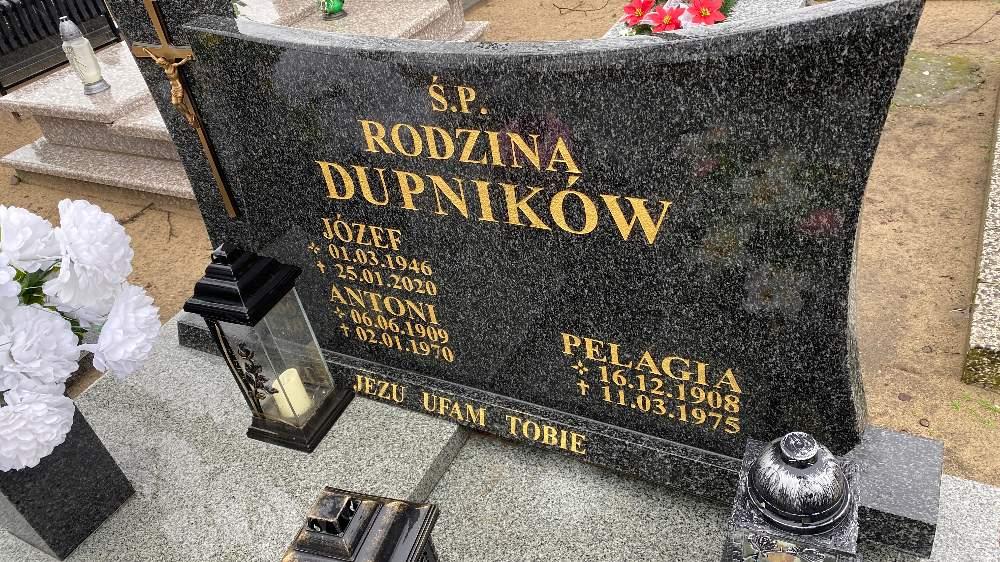 Ś.P.
RODZINA
DUPNIKÓW
JÓZEF
01.03.1946
25.01.2020
ANTONI
06.06.1909
02.01.1970
PELAGIA
16.12.1908
11.03.1975
JEZU UFAM TOBIE